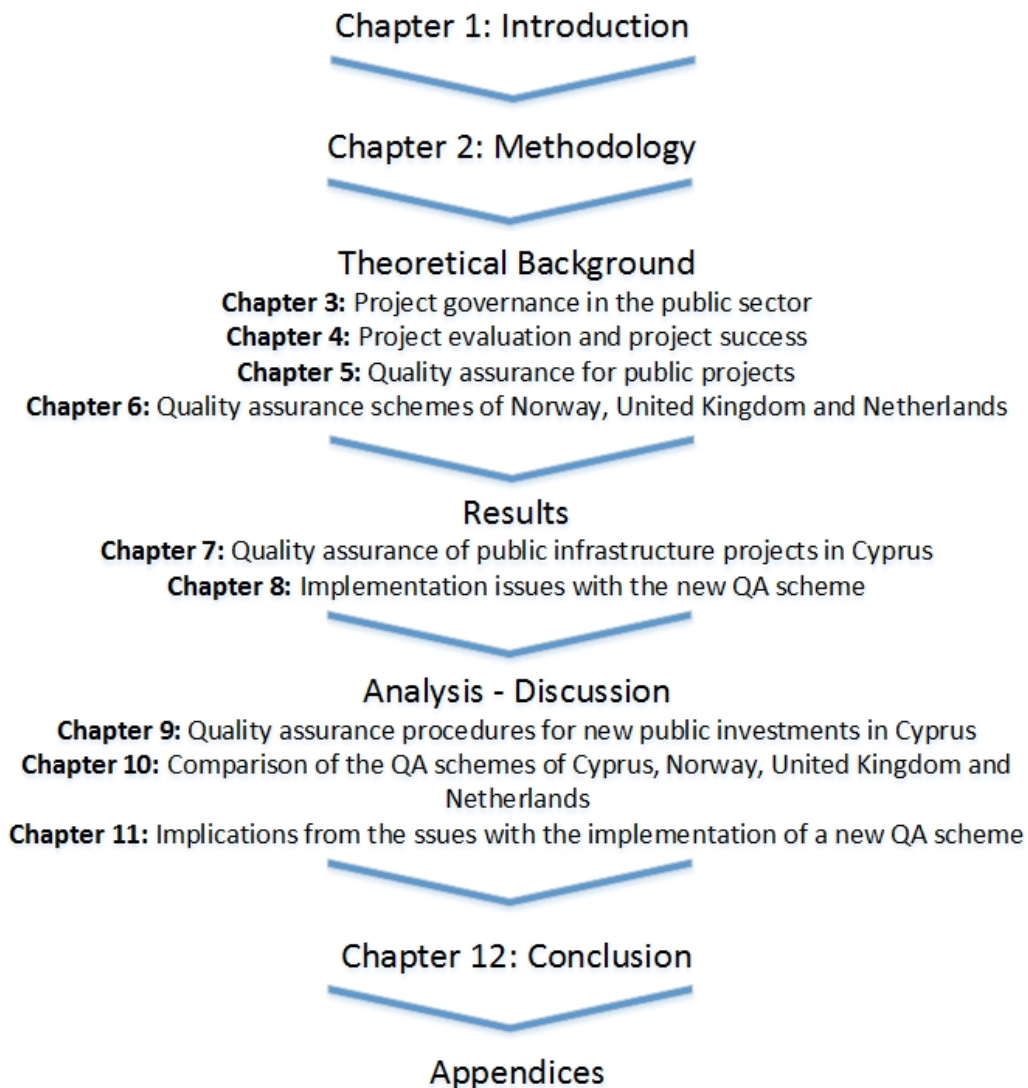 Chapter 1: Introduction
Chapter 2: Methodology
Theoretical Background
Chapter 3: Project governance in the public sector
Chapter 4: Project evaluation and project success
Chapter 5: Quality assurance for public projects
Chapter 6: Quality assurance schemes of Norway, United Kingdom and Netherlands
Results
Chapter 7: Quality assurance of public infrastructure projects in Cyprus
Chapter 8: Implementation issues with the new QA scheme
Analysis - Discussion
Chapter 9: Quality assurance procedures for new public investments in Cyprus
Chapter 10: Comparison of the QA schemes of Cyprus, Norway, United Kingdom and
Netherlands
Chapter 11: Implications from the ssues with the implementation of a new QA scheme
Chapter 12: Conclusion
Appendices